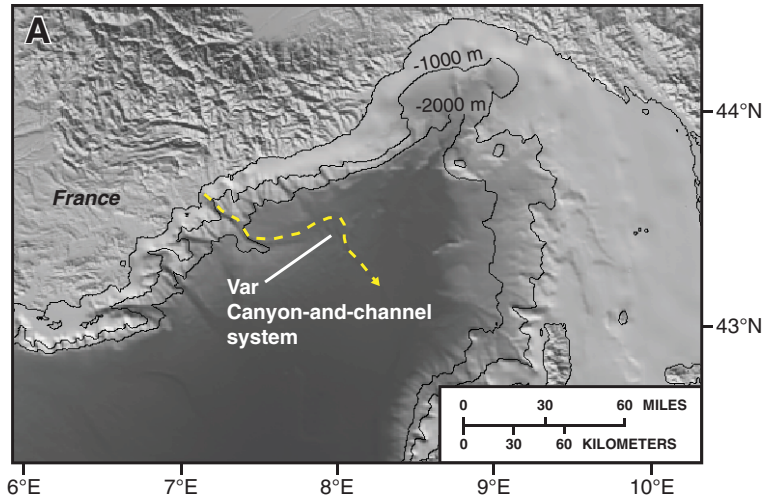 A
-1000 m
-2000 m
44°N
France
Var
Canyon-and-channel
system
43°N
0 30 60 MILES
0 30 60 KILOMETERS
6°E 7°E 8°E 9°E 10°E